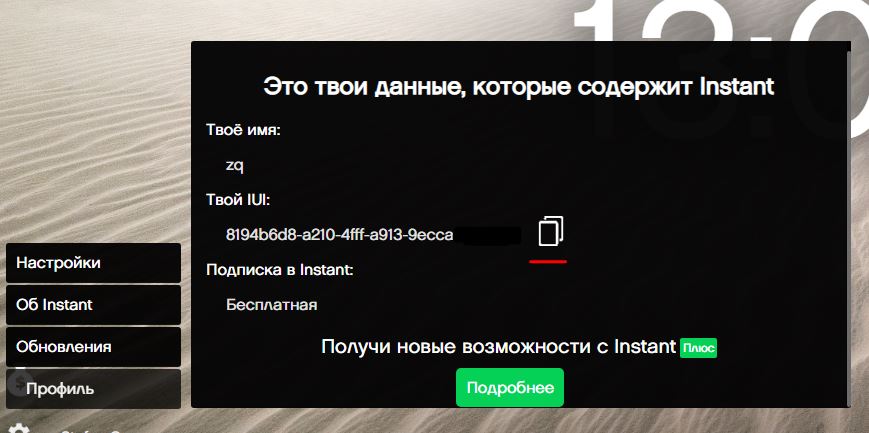 13:0
Это твои данные, которые содержит Instant
Твоё имя:
zq
Твой IUI:
8194b6d8-a210-4fff-a913-9ecca
Подписка в Instant:
Бесплатная
Получи новые возможности с Instant Плюс
Подробнее
Настройки
Об Instant
Обновления
Профиль